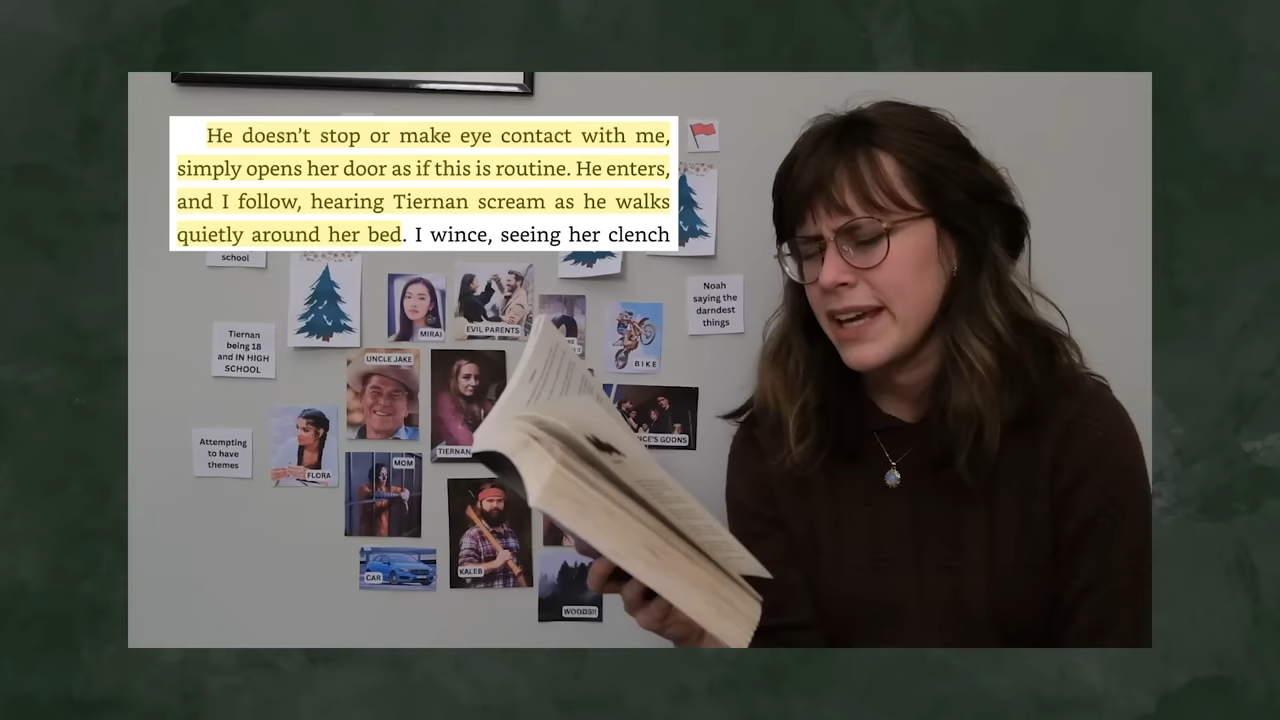 He doesn’t stop or make eye contact with me,
simply opens her door as if this is routine. He enters,
and I follow, hearing Tiernan scream as he walks
quietly around her bed. I wince, seeing her clench
school
Noah
saying the
darndest
things
MIRAI
EVIL PARENTS
BIKE
Tiernan
being 18
and IN HIGH
SCHOOL
UNCLE JAKE
TIERNAN
CE'S GOONS
Attempting
to have
themes
FLORA
MOM
KALEB
CAR
WOODS!!